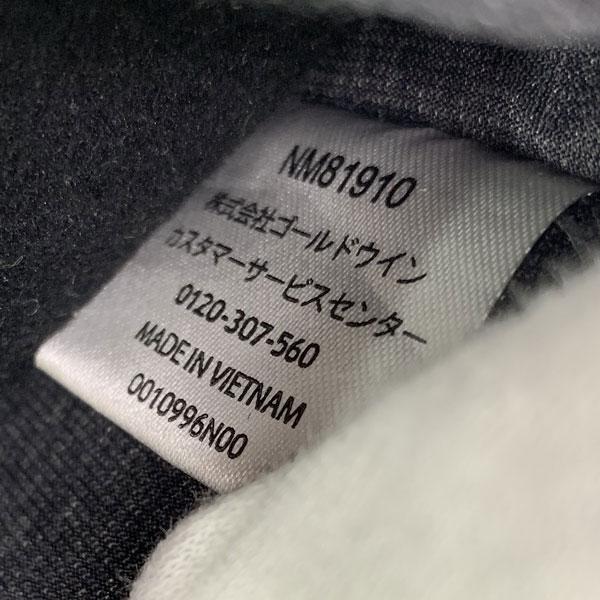 NM81910
株式会社ゴールドウイン
カスタマーサービスセンター
0120-307-560
MADE IN VIETNAM
0010996N00